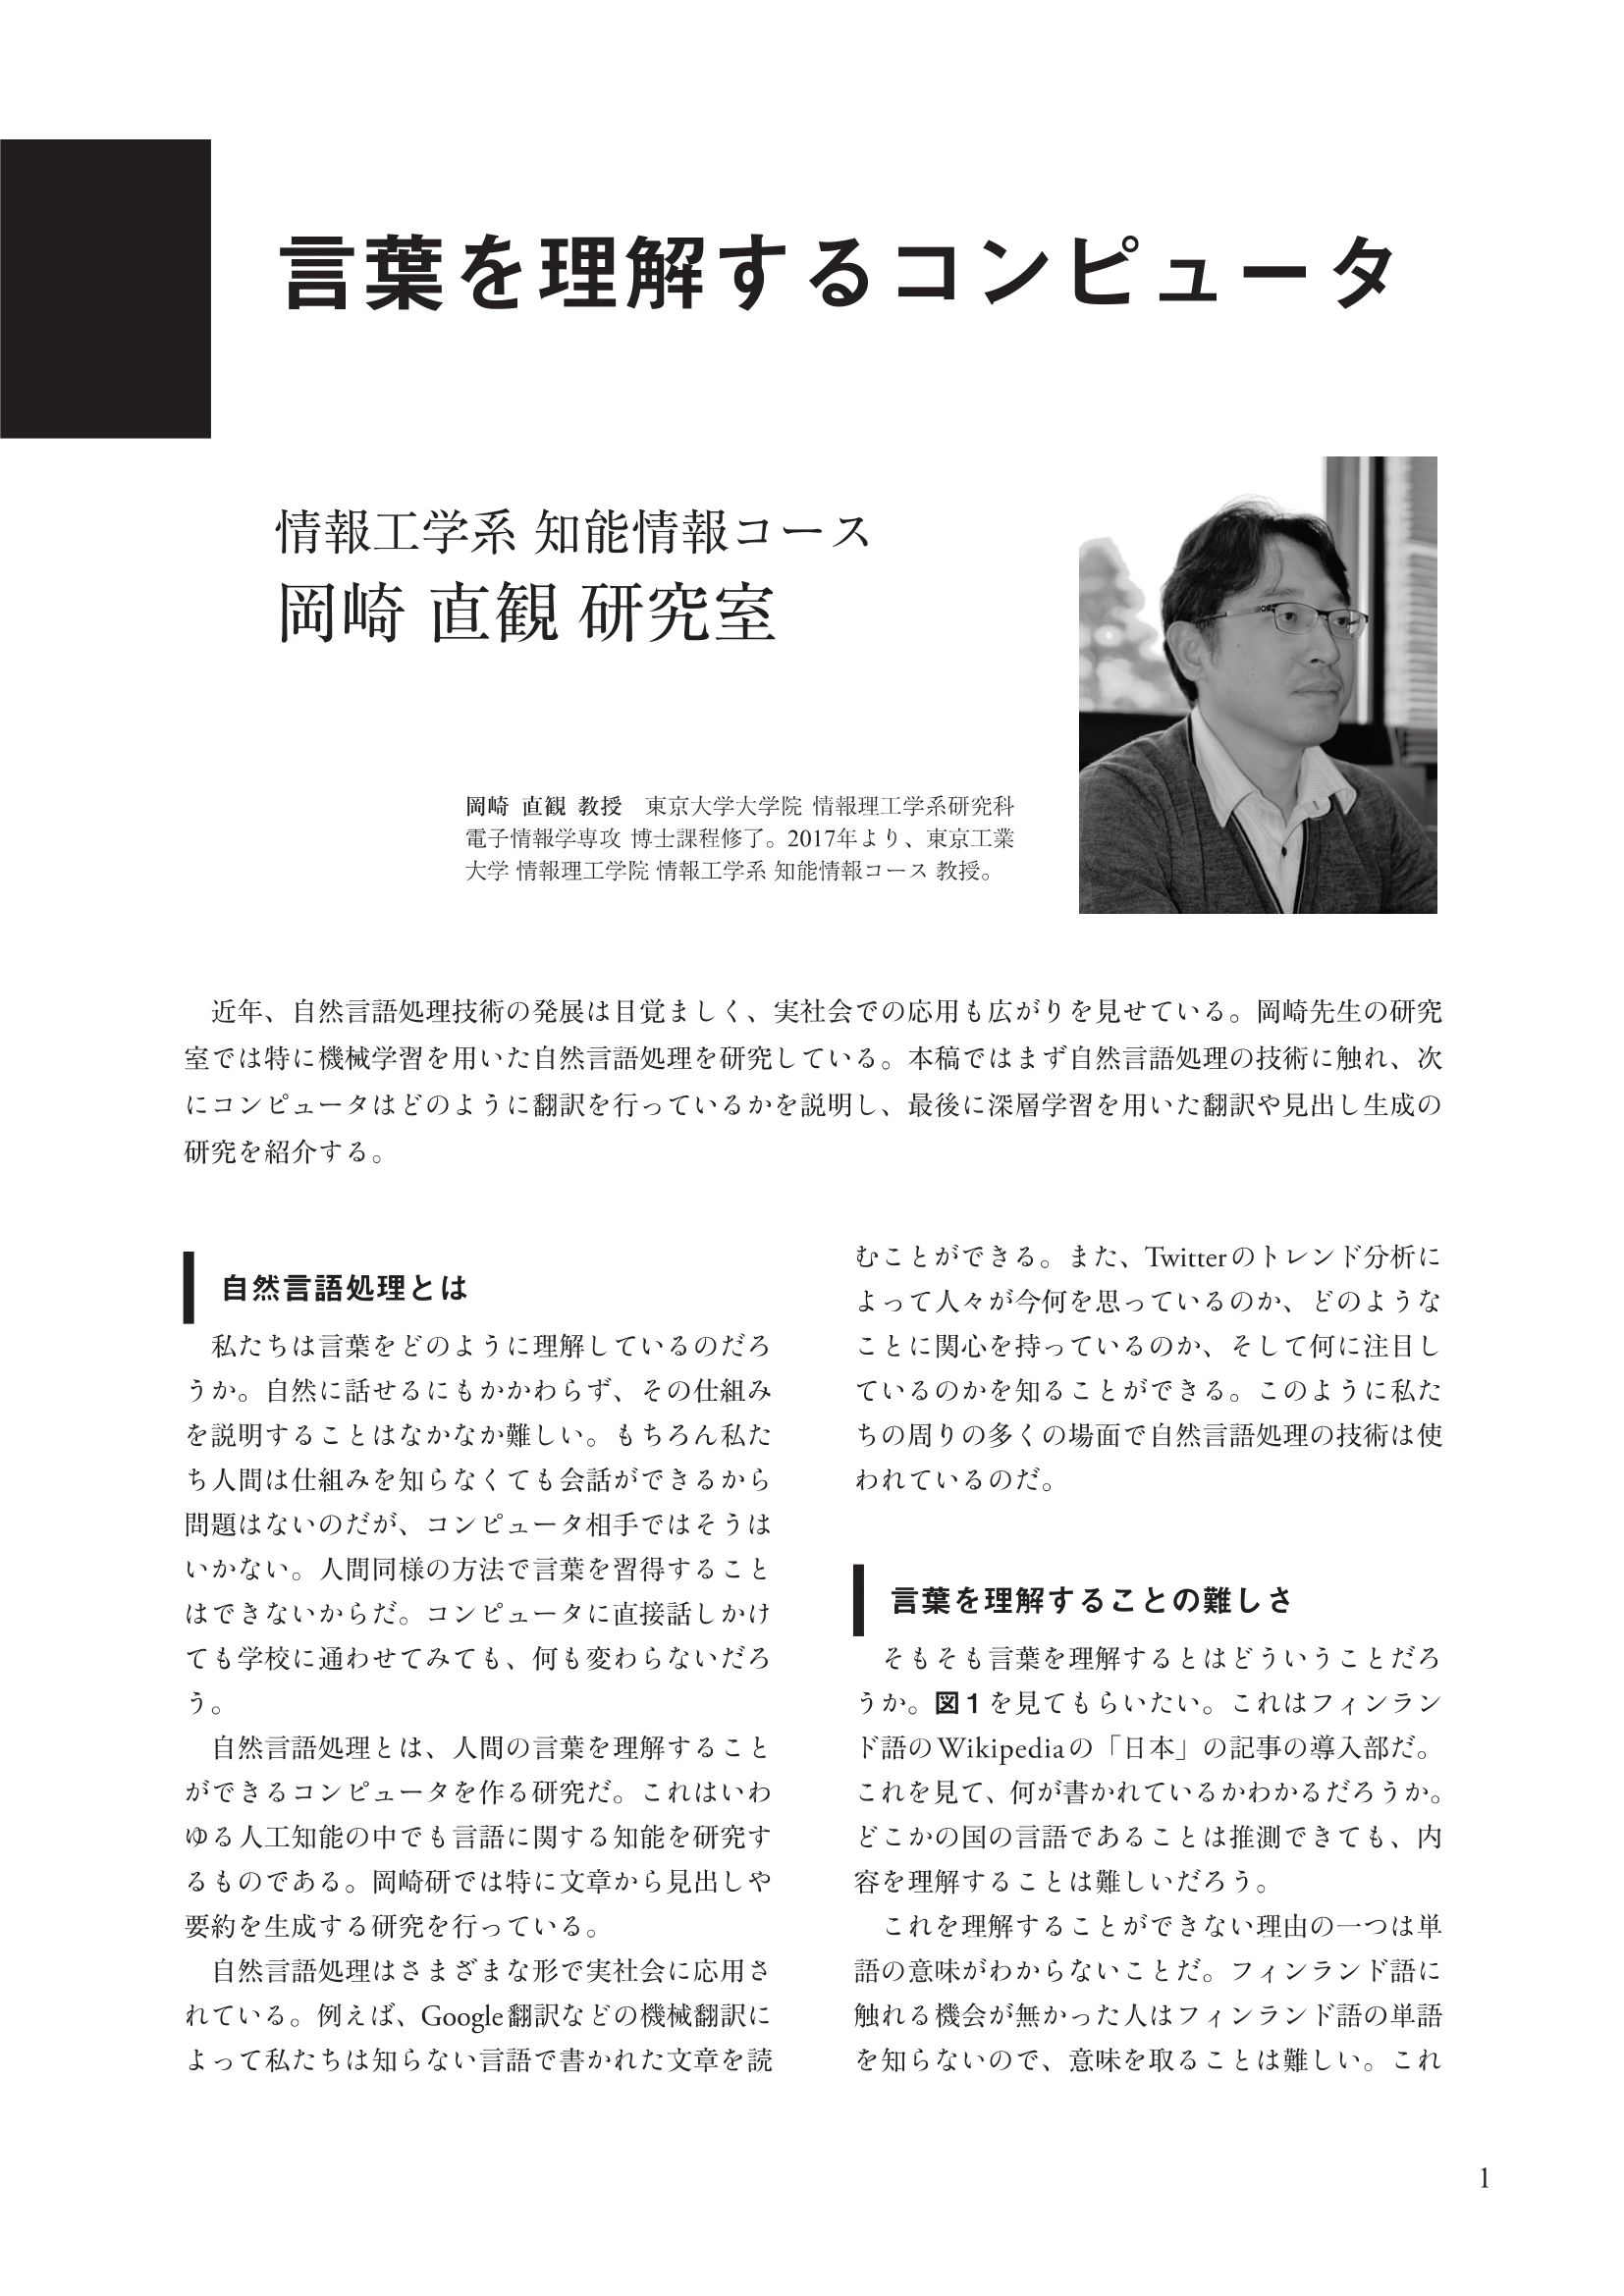 言葉を理解するコンピュータ
情報工学系 知能情報コース
岡崎 直観 研究室
岡崎 直観 教授　東京大学大学院 情報理工学系研究科
電子情報学専攻 博士課程修了。2017年より、東京工業
大学 情報理工学院 情報工学系 知能情報コース 教授。
近年、自然言語処理技術の発展は目覚ましく、実社会での応用も広がりを見せている。岡崎先生の研究
室では特に機械学習を用いた自然言語処理を研究している。本稿ではまず自然言語処理の技術に触れ、次
にコンピュータはどのように翻訳を行っているかを説明し、最後に深層学習を用いた翻訳や見出し生成の
研究を紹介する。
自然言語処理とは
私たちは言葉をどのように理解しているのだろ
うか。自然に話せるにもかかわらず、その仕組み
を説明することはなかなか難しい。もちろん私た
ち人間は仕組みを知らなくても会話ができるから
問題はないのだが、コンピュータ相手ではそうは
いかない。人間同様の方法で言葉を習得すること
はできないからだ。コンピュータに直接話しかけ
ても学校に通わせてみても、何も変わらないだろ
う。
自然言語処理とは、人間の言葉を理解すること
ができるコンピュータを作る研究だ。これはいわ
ゆる人工知能の中でも言語に関する知能を研究す
るものである。岡崎研では特に文章から見出しや
要約を生成する研究を行っている。
自然言語処理はさまざまな形で実社会に応用さ
れている。例えば、Google翻訳などの機械翻訳に
よって私たちは知らない言語で書かれた文章を読
むことができる。また、Twitterのトレンド分析に
よって人々が今何を思っているのか、どのような
ことに関心を持っているのか、そして何に注目し
ているのかを知ることができる。このように私た
ちの周りの多くの場面で自然言語処理の技術は使
われているのだ。
言葉を理解することの難しさ
そもそも言葉を理解するとはどういうことだろ
うか。図1を見てもらいたい。これはフィンラン
ド語のWikipediaの「日本」の記事の導入部だ。
これを見て、何が書かれているかわかるだろうか。
どこかの国の言語であることは推測できても、内
容を理解することは難しいだろう。
これを理解することができない理由の一つは単
語の意味がわからないことだ。フィンランド語に
触れる機会が無かった人はフィンランド語の単語
を知らないので、意味を取ることは難しい。これ
1